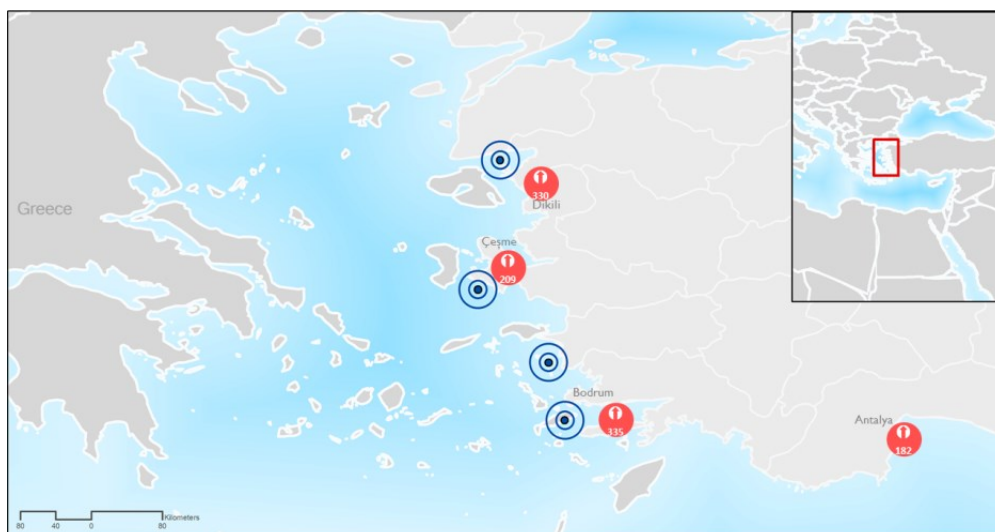 330
Dikili
Greece
Çeşme
209
Bodrum
335
Antalya
182
80 40 0 80
Kilometers